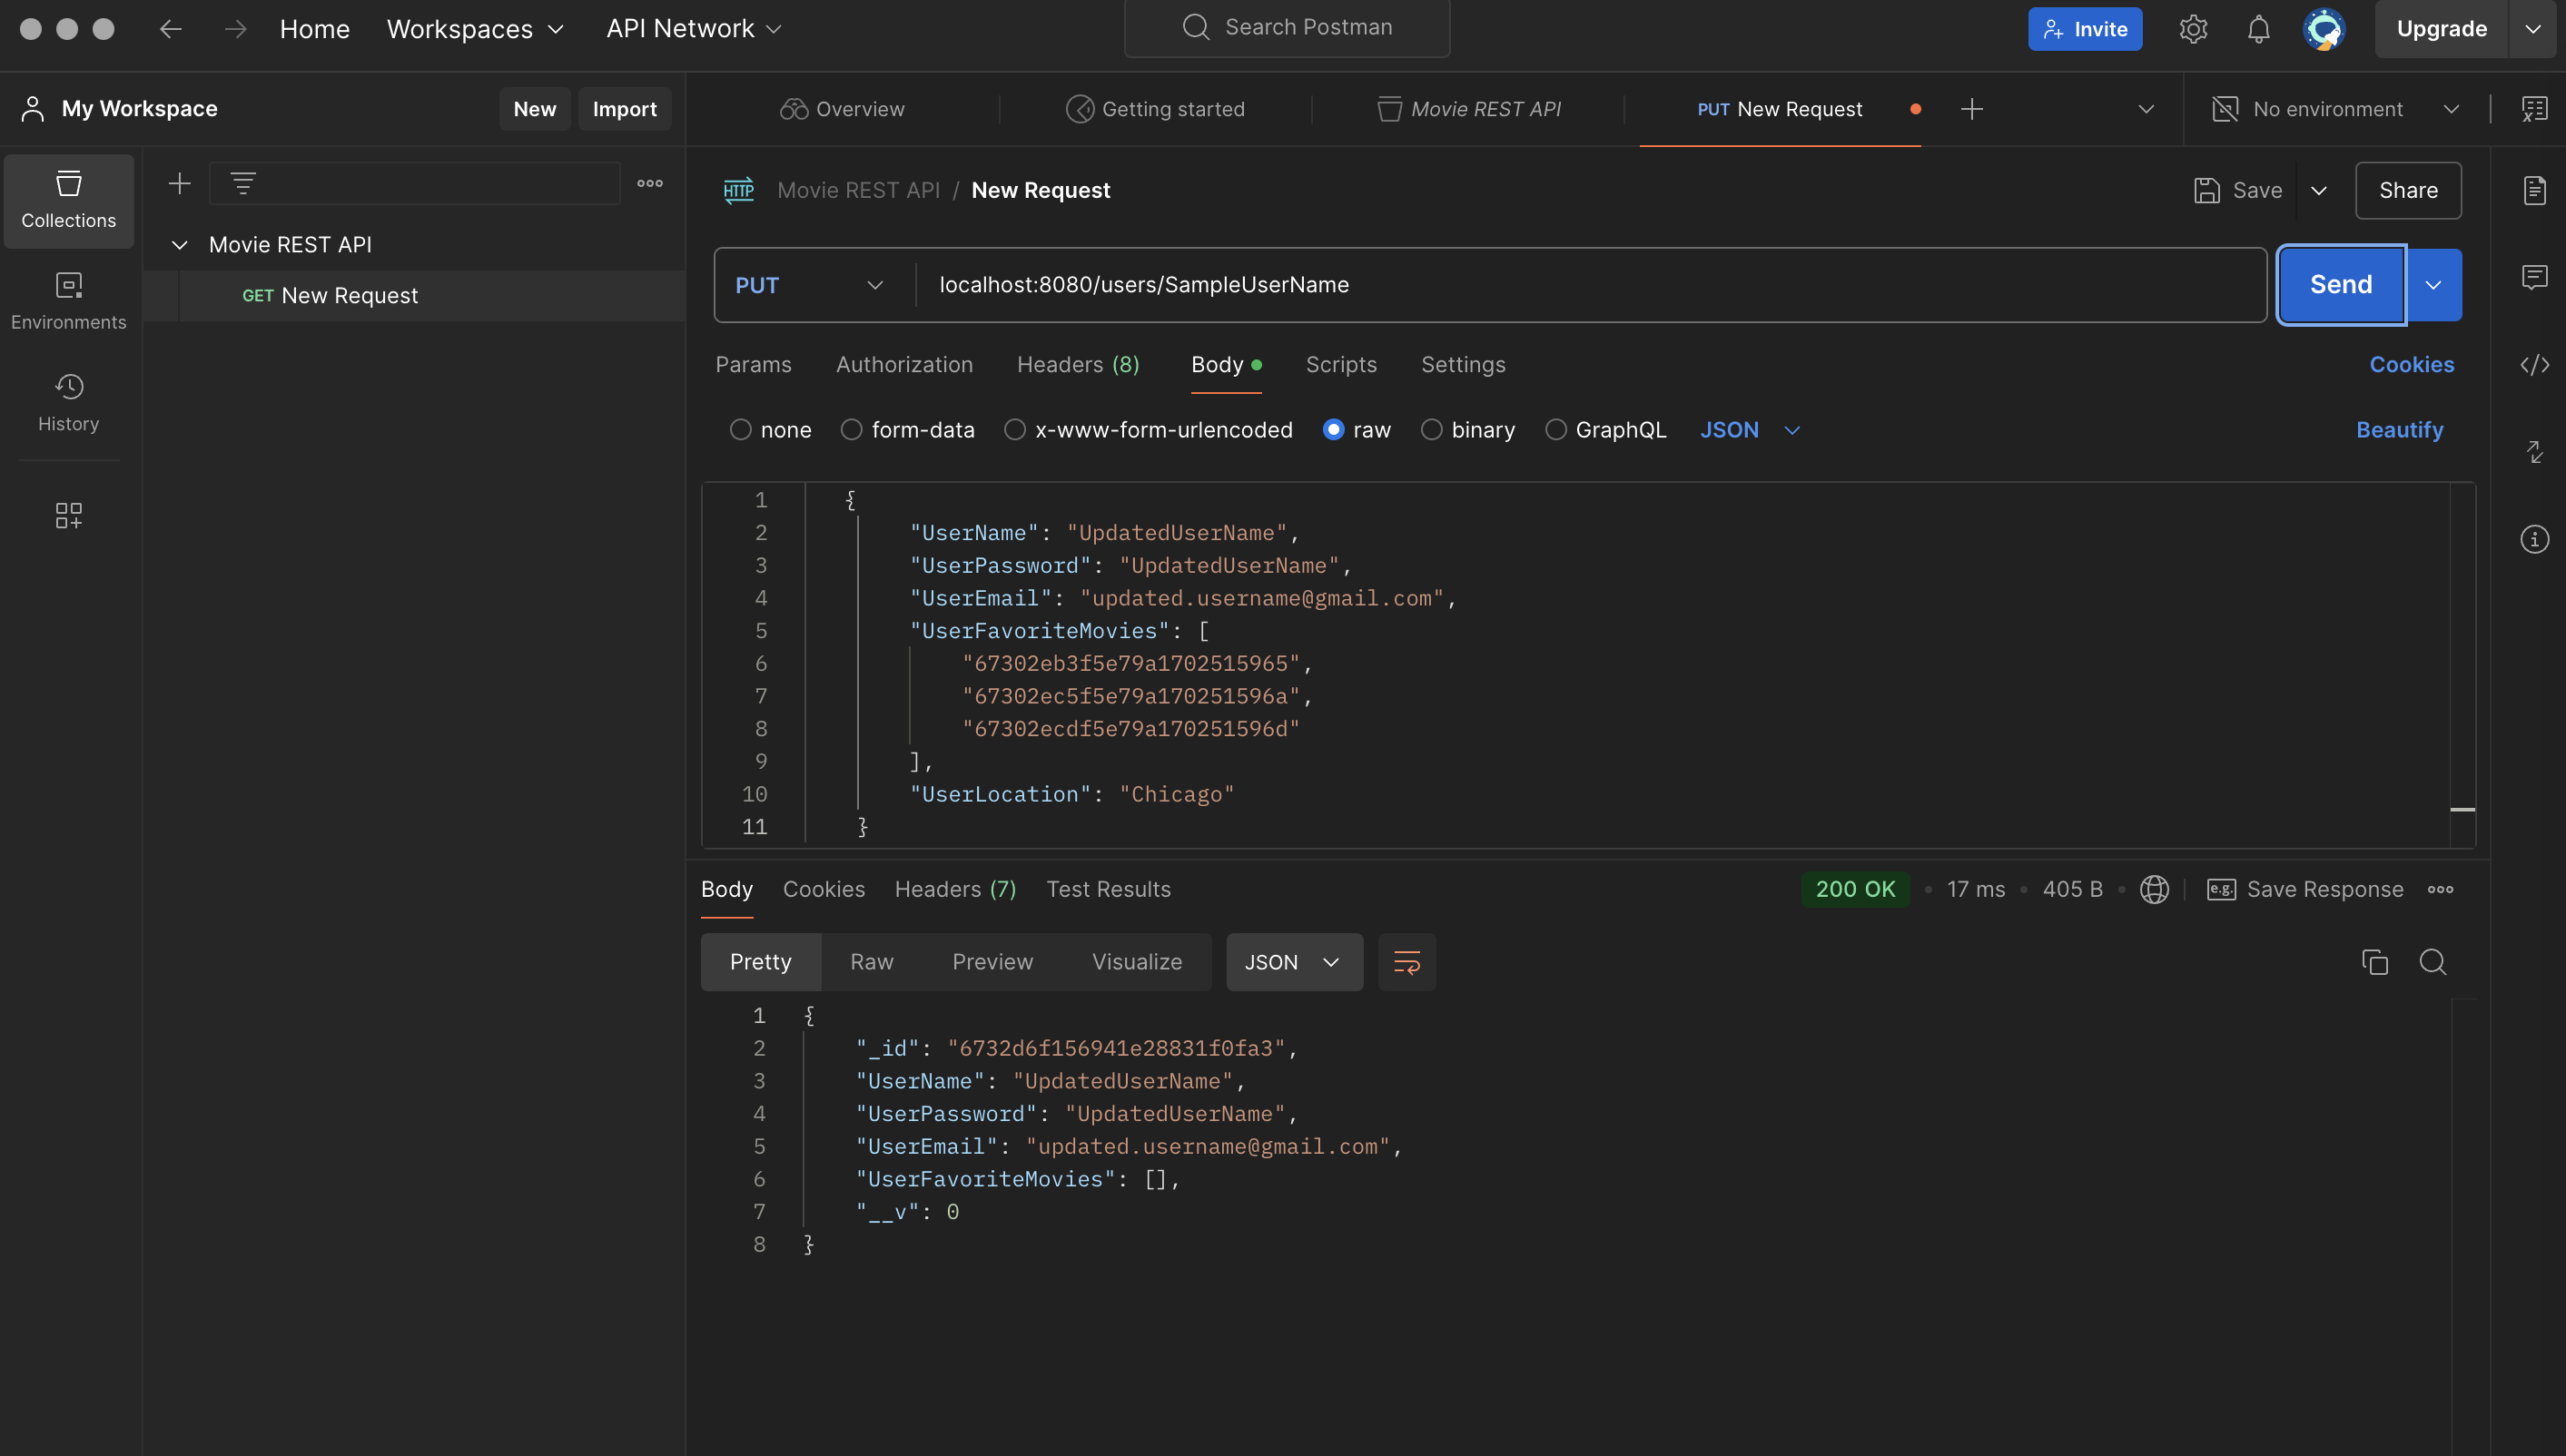 Home Workspaces API Network Search Postman Invite Upgrade
My Workspace New Import Overview Getting started Movie REST API PUT New Request No environment
Collections
Environments
History
Movie REST API
GET New Request
HTTP Movie REST API / New Request Save Share
PUT localhost:8080/users/SampleUserName Send
Params Authorization Headers (8) Body Scripts Settings Cookies
none form-data x-www-form-urlencoded raw binary GraphQL JSON Beautify
1 {
2 "UserName": "UpdatedUserName",
3 "UserPassword": "UpdatedUserName",
4 "UserEmail": "updated.username@gmail.com",
5 "UserFavoriteMovies": [
6 "67302eb3f5e79a1702515965",
7 "67302ec5f5e79a170251596a",
8 "67302ecdf5e79a170251596d"
9 ],
10 "UserLocation": "Chicago"
11 }
Body Cookies Headers (7) Test Results 200 OK 17 ms 405 B e.g. Save Response
Pretty Raw Preview Visualize JSON
1 {
2 "_id": "6732d6f156941e28831f0fa3",
3 "UserName": "UpdatedUserName",
4 "UserPassword": "UpdatedUserName",
5 "UserEmail": "updated.username@gmail.com",
6 "UserFavoriteMovies": [],
7 "__v": 0
8 }